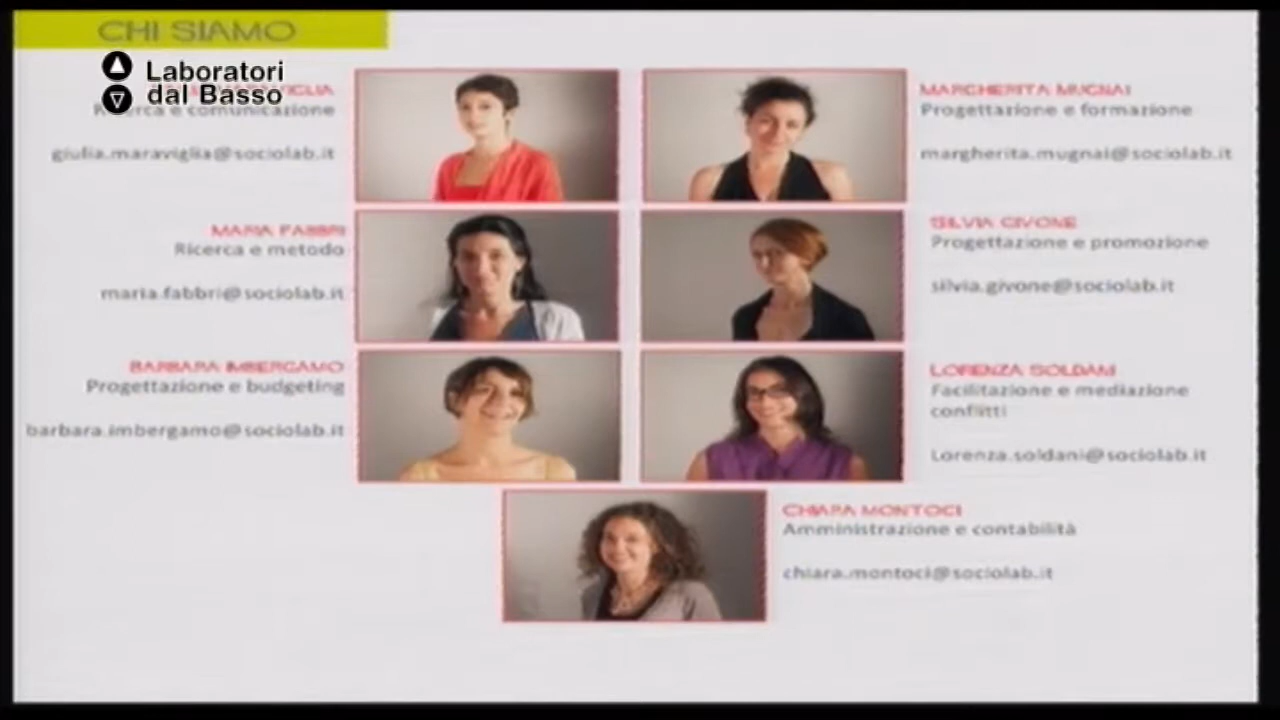 CHI SIAMO
Laboratori
dal Basso
Ricerca e comunicazione
giulia.maraviglia@sociolab.it
MARGHERITA MUGNAI
Progettazione e formazione
margherita.mugnai@sociolab.it
MARIA FABBRI
Ricerca e metodo
maria.fabbri@sociolab.it
SILVIA GIVONE
Progettazione e promozione
silvia.givone@sociolab.it
BARBARA IMBERGAMO
Progettazione e budgeting
barbara.imbergamo@sociolab.it
LORENZA SOLDANI
Facilitazione e mediazione
conflitti
Lorenza.soldani@sociolab.it
CHIARA MONTOCI
Amministrazione e contabilità
chiara.montoci@sociolab.it